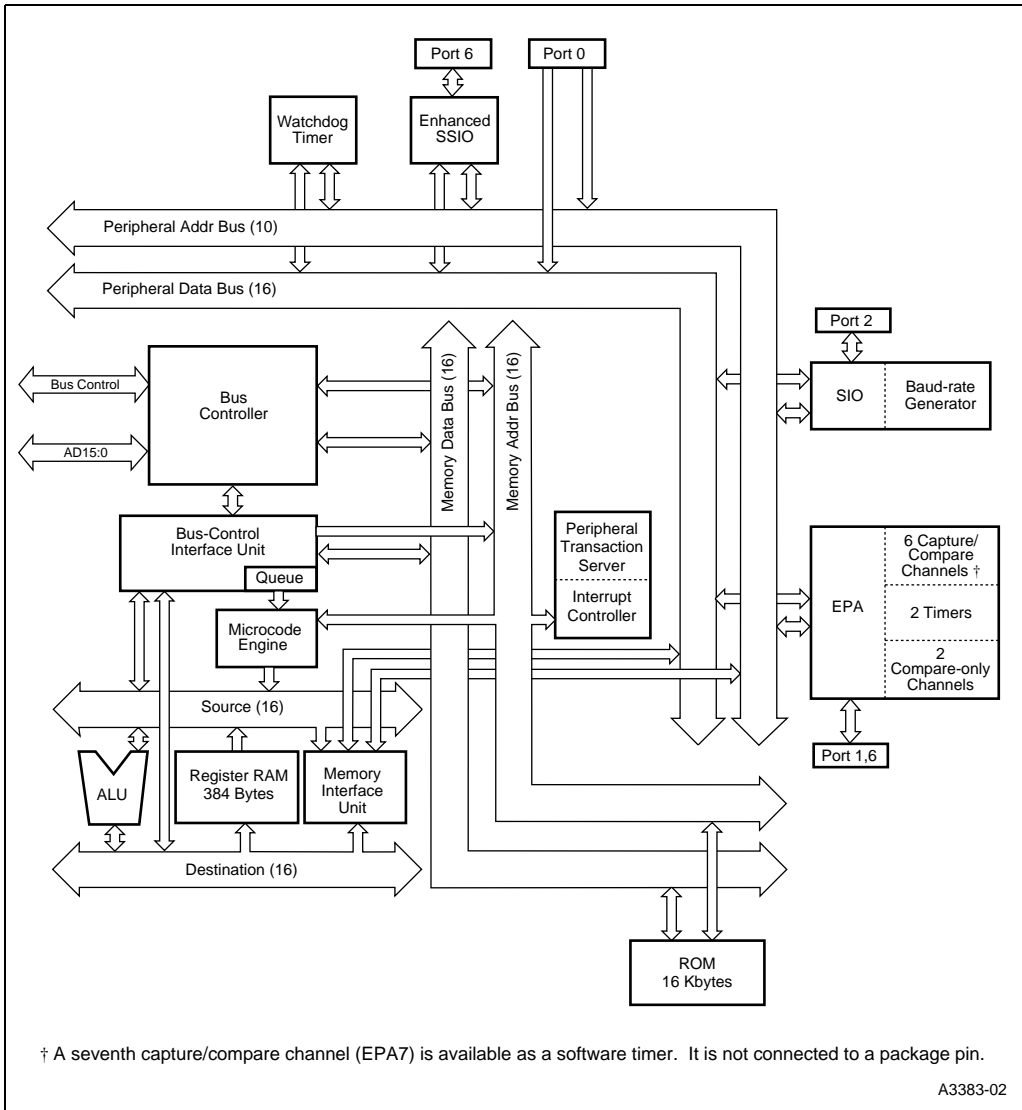 Port 6
Port 0
Watchdog
Timer
Enhanced
SSIO
Peripheral Addr Bus (10)
Peripheral Data Bus (16)
Port 2
Bus Control
Bus
Controller
Memory Data Bus (16)
Memory Addr Bus (16)
SIO
Baud-rate
Generator
AD15:0
Bus-Control
Interface Unit
Queue
Peripheral
Transaction
Server
Interrupt
Controller
6 Capture/
Compare
Channels †
EPA
2 Timers
2
Compare-only
Channels
Microcode
Engine
Source (16)
Port 1,6
ALU
Register RAM
384 Bytes
Memory
Interface
Unit
Destination (16)
ROM
16 Kbytes
† A seventh capture/compare channel (EPA7) is available as a software timer. It is not connected to a package pin.
A3383-02